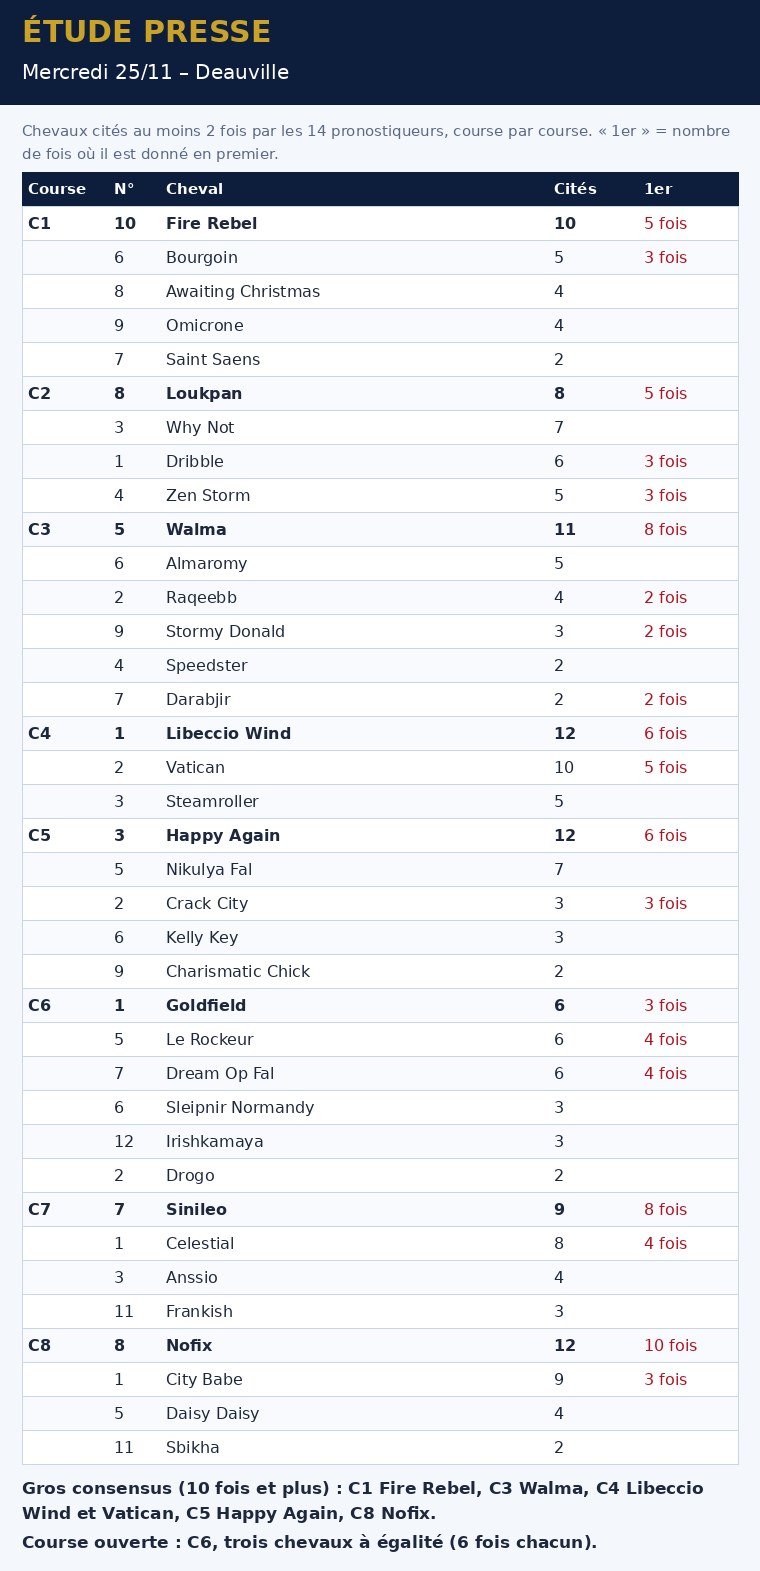 ÉTUDE PRESSE
Mercredi 25/11 – Deauville
Chevaux cités au moins 2 fois par les 14 pronostiqueurs, course par course. « 1er » = nombre
de fois où il est donné en premier.
Course N° Cheval Cités 1er
C1 10 Fire Rebel 10 5 fois
6 Bourgoin 5 3 fois
8 Awaiting Christmas 4
9 Omicrone 4
7 Saint Saens 2
C2 8 Loukpan 8 5 fois
3 Why Not 7
1 Dribble 6 3 fois
4 Zen Storm 5 3 fois
C3 5 Walma 11 8 fois
6 Almaromy 5
2 Raqeebb 4 2 fois
9 Stormy Donald 3 2 fois
4 Speedster 2
7 Darabjir 2 2 fois
C4 1 Libeccio Wind 12 6 fois
2 Vatican 10 5 fois
3 Steamroller 5
C5 3 Happy Again 12 6 fois
5 Nikulya Fal 7
2 Crack City 3 3 fois
6 Kelly Key 3
9 Charismatic Chick 2
C6 1 Goldfield 6 3 fois
5 Le Rockeur 6 4 fois
7 Dream Op Fal 6 4 fois
6 Sleipnir Normandy 3
12 Irishkamaya 3
2 Drogo 2
C7 7 Sinileo 9 8 fois
1 Celestial 8 4 fois
3 Anssio 4
11 Frankish 3
C8 8 Nofix 12 10 fois
1 City Babe 9 3 fois
5 Daisy Daisy 4
11 Sbikha 2
Gros consensus (10 fois et plus) : C1 Fire Rebel, C3 Walma, C4 Libeccio
Wind et Vatican, C5 Happy Again, C8 Nofix.
Course ouverte : C6, trois chevaux à égalité (6 fois chacun).